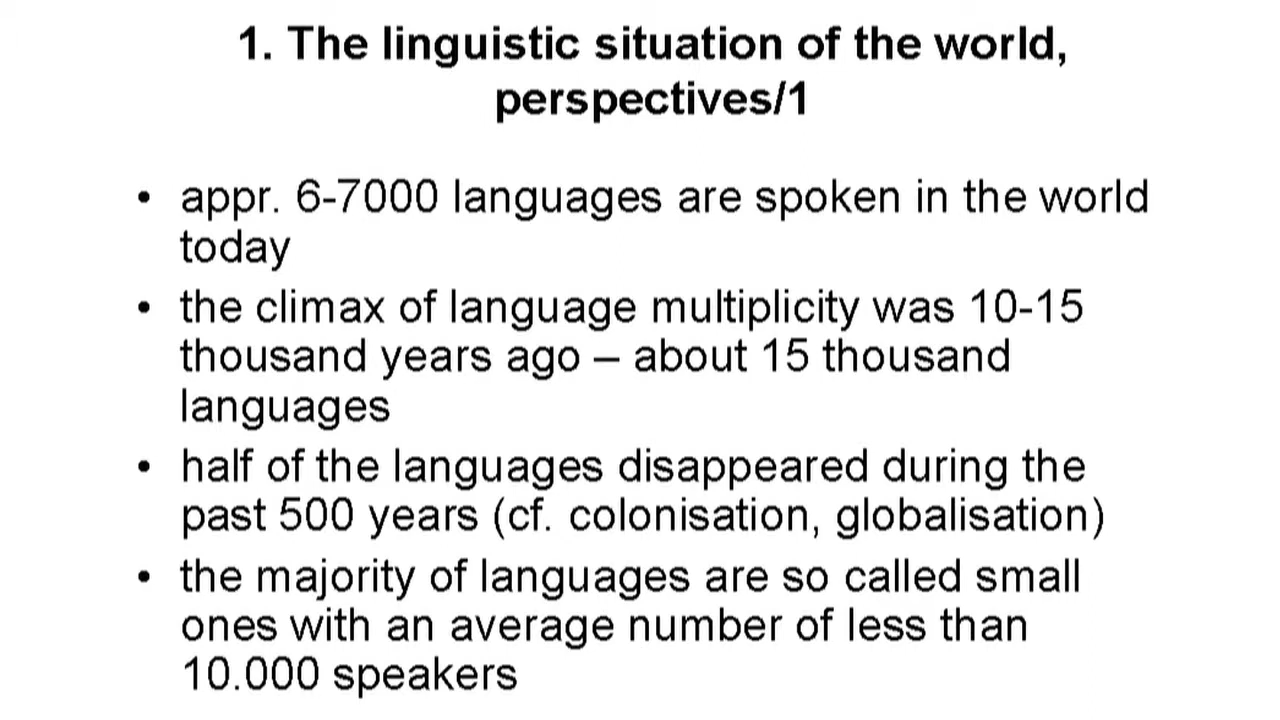 1. The linguistic situation of the world,
perspectives/1
• appr. 6-7000 languages are spoken in the world
today
• the climax of language multiplicity was 10-15
thousand years ago – about 15 thousand
languages
• half of the languages disappeared during the
past 500 years (cf. colonisation, globalisation)
• the majority of languages are so called small
ones with an average number of less than
10.000 speakers